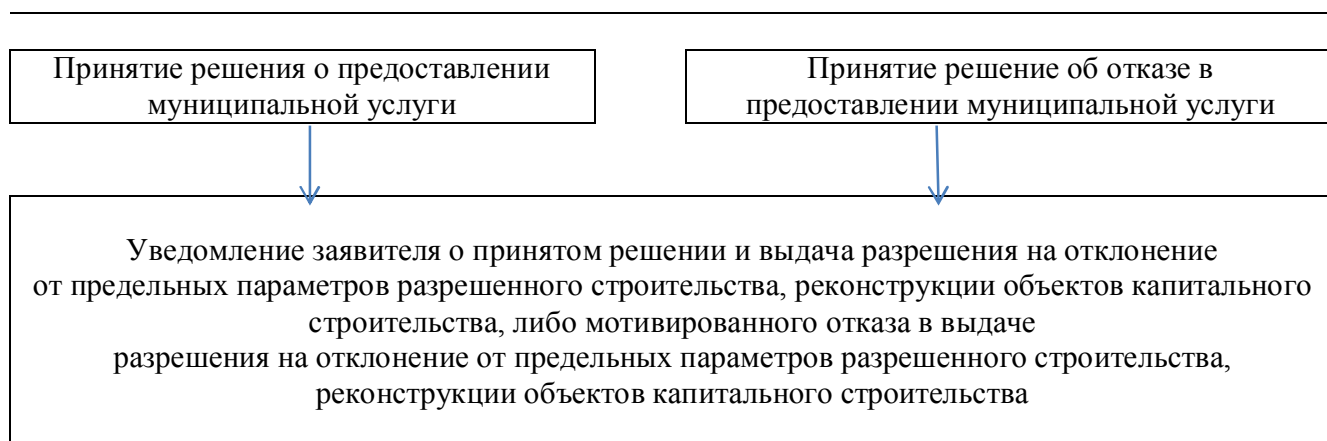 Принятие решения о предоставлении
муниципальной услуги
Принятие решение об отказе в
предоставлении муниципальной услуги
Уведомление заявителя о принятом решении и выдача разрешения на отклонение
от предельных параметров разрешенного строительства, реконструкции объектов капитального
строительства, либо мотивированного отказа в выдаче
разрешения на отклонение от предельных параметров разрешенного строительства,
реконструкции объектов капитального строительства